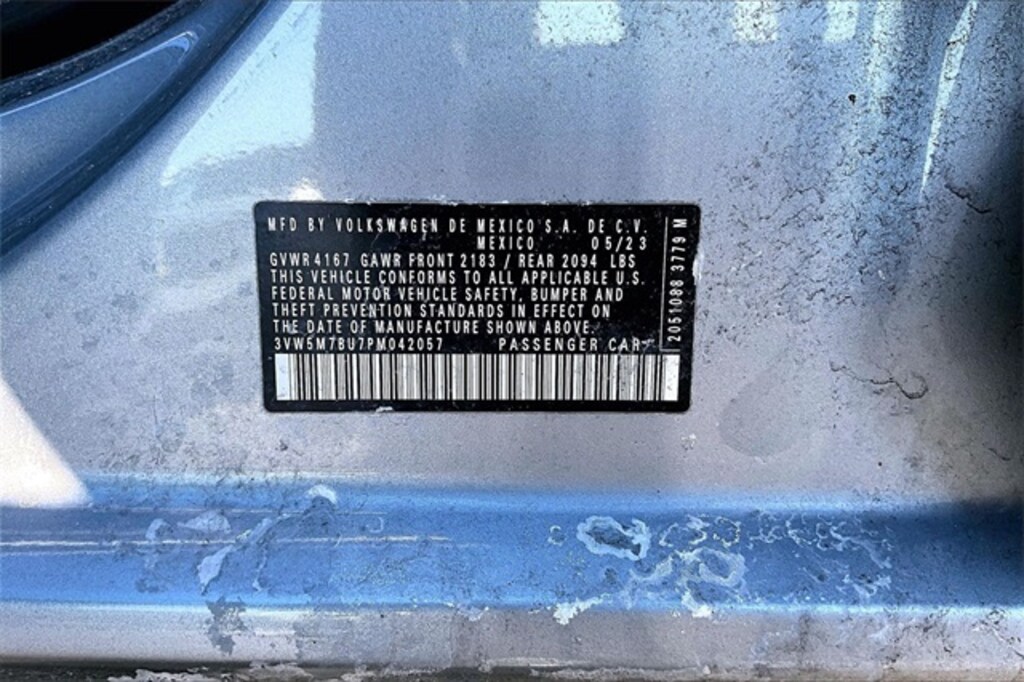 MFD BY VOLKSWAGEN DE MEXICO S.A. DE C.V.
MEXICO 05/23
GVWR 4167 GAWR FRONT 2183 / REAR 2094 LBS
THIS VEHICLE CONFORMS TO ALL APPLICABLE U.S.
FEDERAL MOTOR VEHICLE SAFETY, BUMPER AND
THEFT PREVENTION STANDARDS IN EFFECT ON
THE DATE OF MANUFACTURE SHOWN ABOVE.
3VW5M7BU7PM042057 PASSENGER CAR
2051088 3779 M